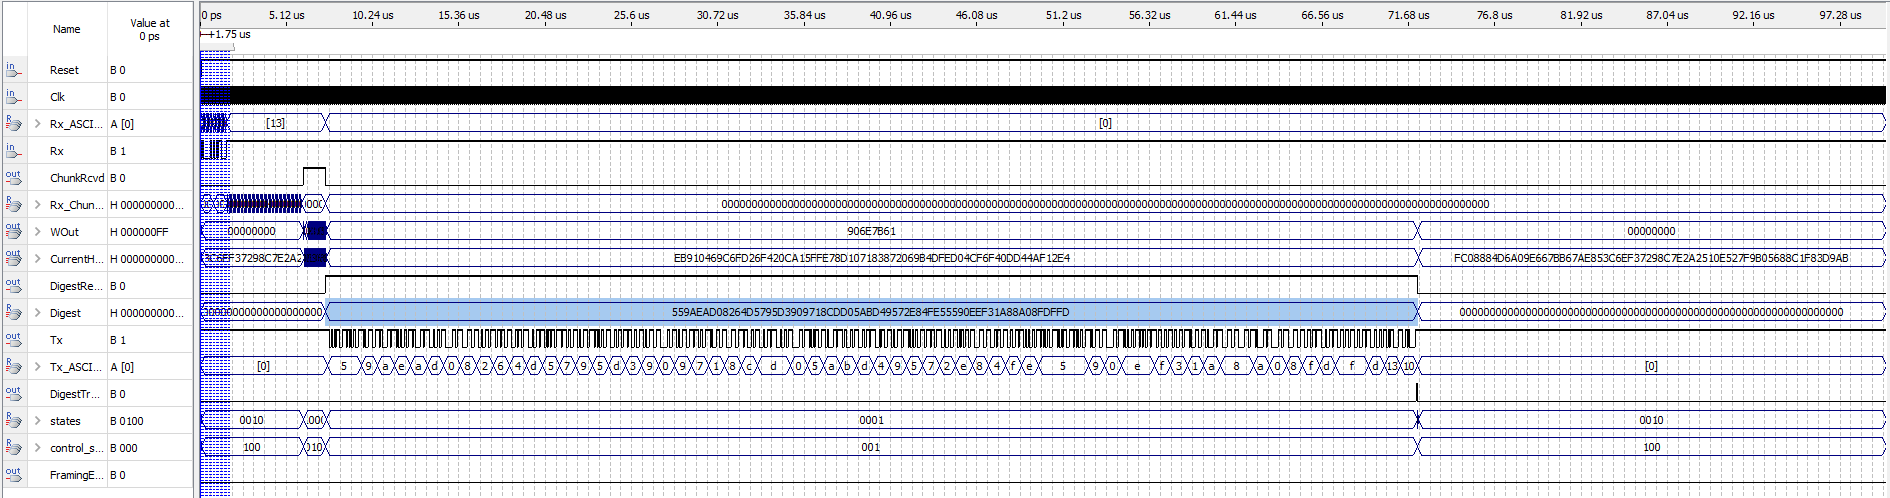 Name Value at 0 ps 0 ps 5.12 us 10.24 us 15.36 us 20.48 us 25.6 us 30.72 us 35.84 us 40.96 us 46.08 us 51.2 us 56.32 us 61.44 us 66.56 us 71.68 us 76.8 us 81.92 us 87.04 us 92.16 us 97.28 us
+1.75 us
in Reset B 0
in Clk B 0
R Rx_ASCI... A [0] [13] [0]
in Rx B 1
out ChunkRcvd B 0
R Rx_Chun... H 000000000...
out WOut H 000000FF 00000000 906E7B61 00000000
out CurrentH... H 000000000... EB910469C6FD26F420CA15FFE78D107183872069B4DFED04CF6F40DD44AF12E4 FC08884D6A09E667BB67AE853C6EF37298C7E2A2510E527F9B05688C1F83D9AB
out DigestRe... B 0
out Digest H 000000000... 559AEAD08264D5795D3909718CDD05ABD49572E84FE55590EEF31A88A08FDFFD 0000000000000000000000000000000000000000000000000000000000000000
out Tx B 1
R Tx_ASCI... A [0] [0] 5 9 a e a d 0 8 2 6 4 d 5 7 9 5 d 3 9 0 9 7 1 8 c d 0 5 a b d 4 9 5 7 2 e 8 4 f e 5 9 0 e f 3 1 a 8 a 0 8 f d f d 13 10 [0]
out DigestTr... B 0
R states B 0100 0010 0001 0010
R control_s... B 000 100 010 001 100
out FramingE... B 0